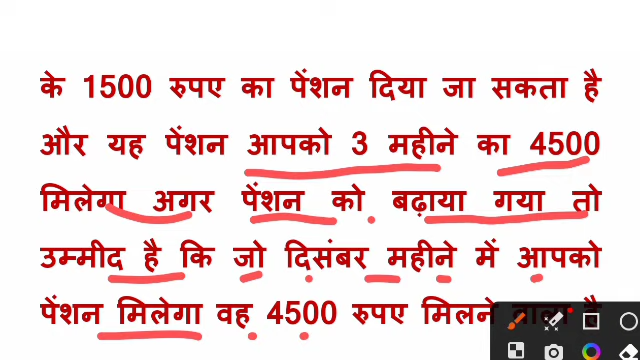 के 1500 रुपए का पेंशन दिया जा सकता है
और यह पेंशन आपको 3 महीने का 4500
मिलेगा अगर पेंशन को बढ़ाया गया तो
उम्मीद है कि जो दिसंबर महीने में आपको
पेंशन मिलेगा वह 4500 रुपए मिलने वाला है